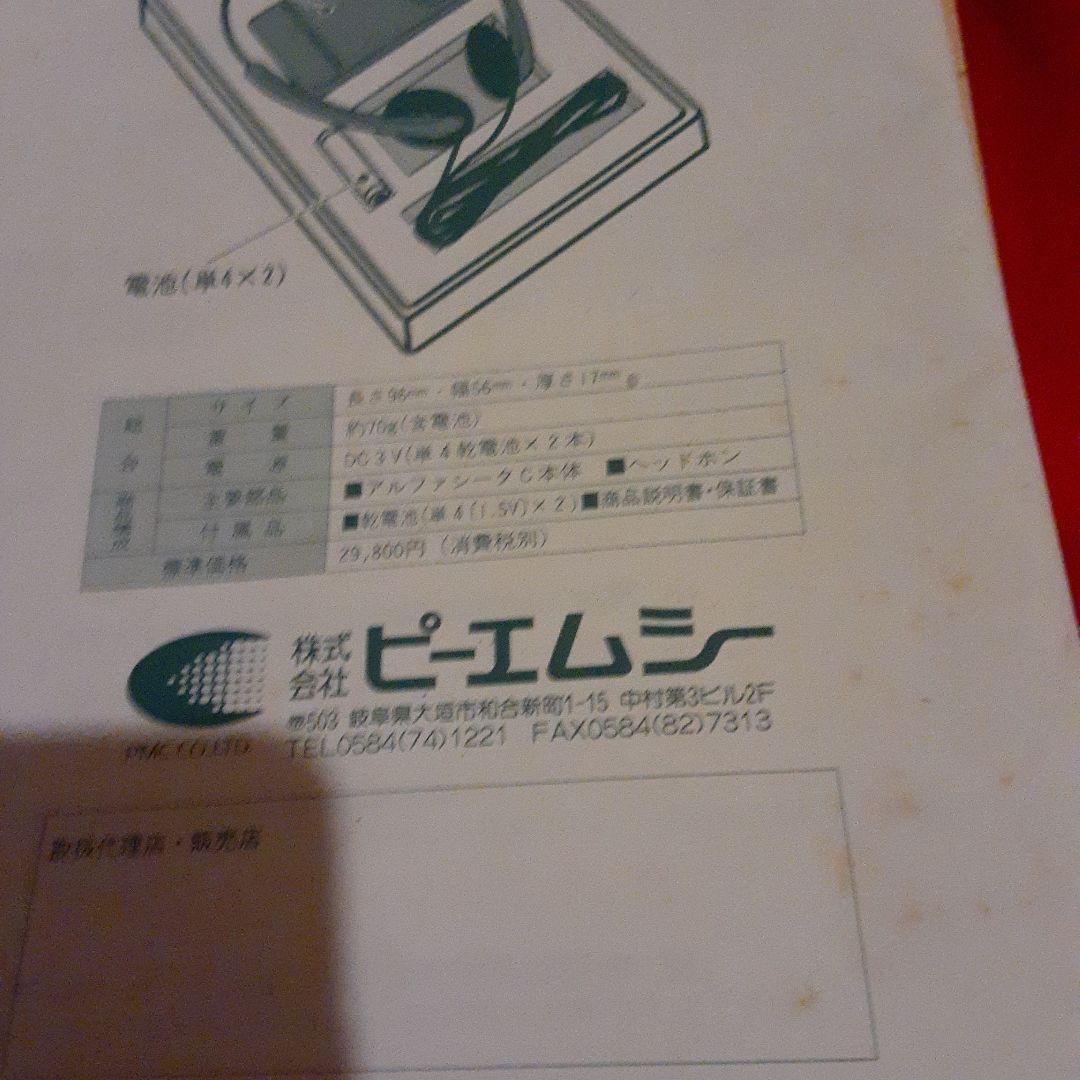 電池(単4×2)
サイズ 長さ96mm・幅56mm・厚さ17mm
重量 約70g(含電池)
電源 DC3V(単4乾電池×2本)
主要部品 ■アルファシータC本体 ■ヘッドホン
付属品 ■乾電池(単4(1.5V)×2)■商品説明書・保証書
標準価格 29,800円(消費税別)
株式会社 ピーエムシー
〒503 岐阜県大垣市和合新町1-15 中村第3ビル2F
PMC CO.,LTD. TEL0584(74)1221 FAX0584(82)7313
取扱代理店・販売店